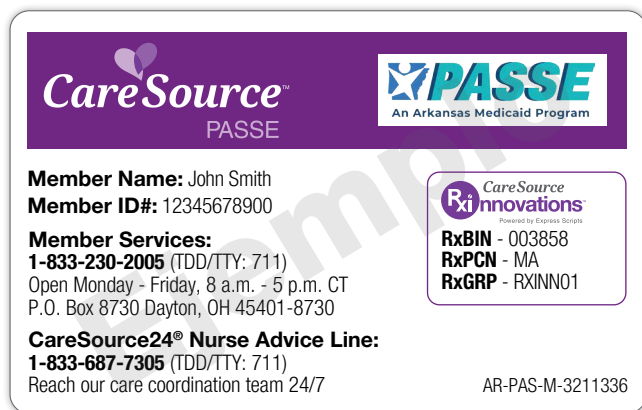 CareSource™
PASSE
PASSE
An Arkansas Medicaid Program
Ejemplo
Member Name: John Smith
Member ID#: 12345678900
Member Services:
1-833-230-2005 (TDD/TTY: 711)
Open Monday - Friday, 8 a.m. - 5 p.m. CT
P.O. Box 8730 Dayton, OH 45401-8730
CareSource24® Nurse Advice Line:
1-833-687-7305 (TDD/TTY: 711)
Reach our care coordination team 24/7
CareSource
RxInnovations™
Powered by Express Scripts
RxBIN - 003858
RxPCN - MA
RxGRP - RXINN01
AR-PAS-M-3211336